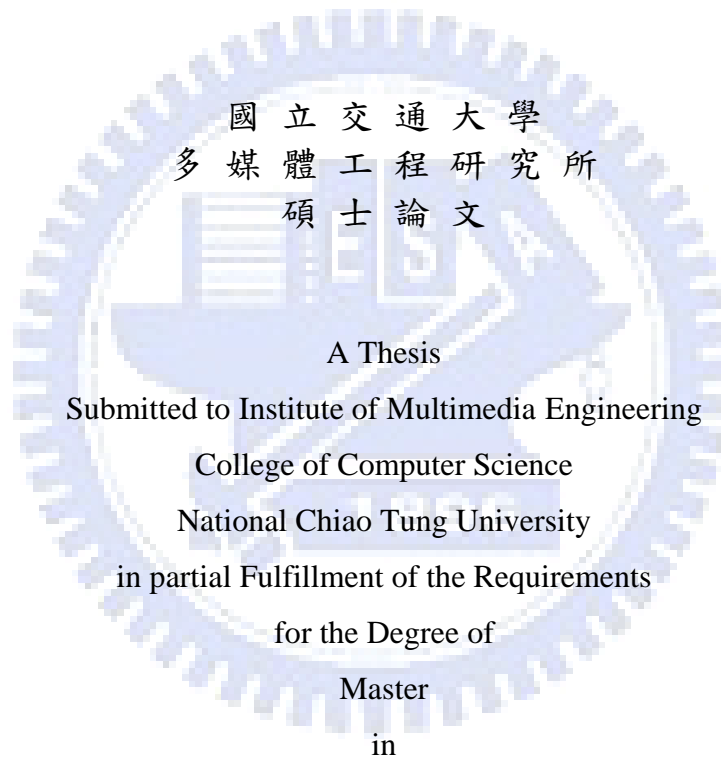 國 立 交 通 大 學
多 媒 體 工 程 研 究 所
碩 士 論 文
A Thesis
Submitted to Institute of Multimedia Engineering
College of Computer Science
National Chiao Tung University
in partial Fulfillment of the Requirements
for the Degree of
Master
in